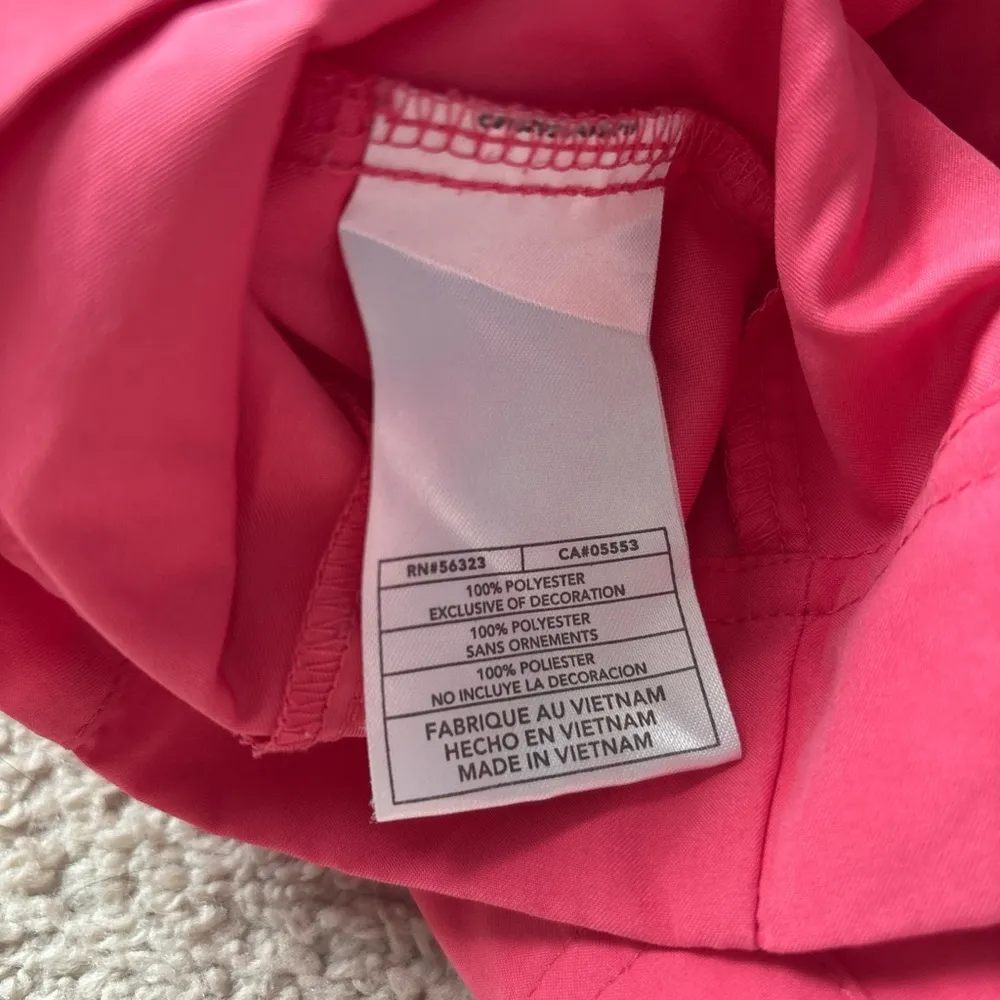 RN#56323 CA#05553
100% POLYESTER
EXCLUSIVE OF DECORATION
100% POLYESTER
SANS ORNEMENTS
100% POLIESTER
NO INCLUYE LA DECORACION
FABRIQUE AU VIETNAM
HECHO EN VIETNAM
MADE IN VIETNAM